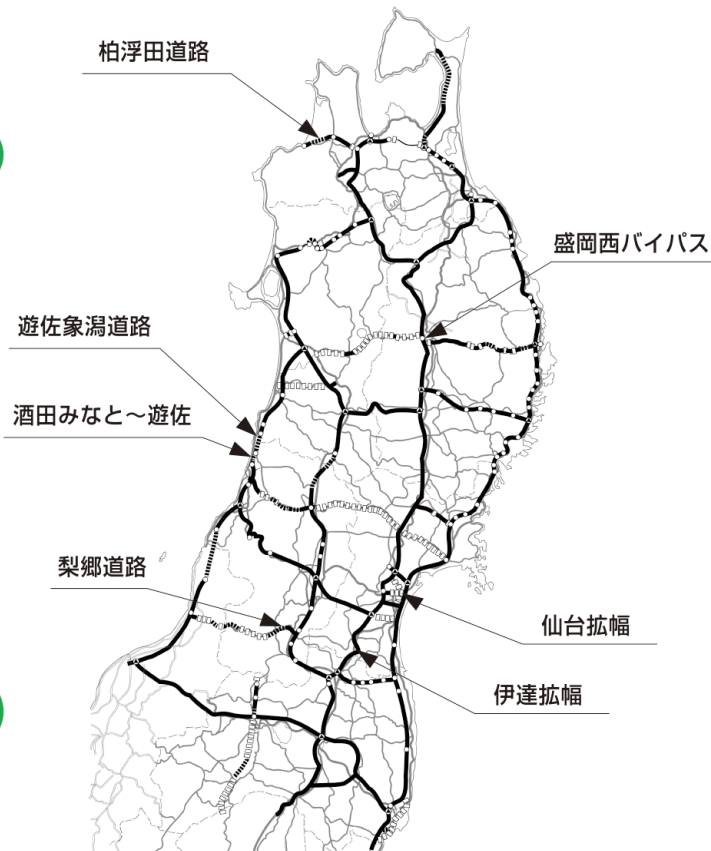 柏浮田道路
盛岡西バイパス
遊佐象潟道路
酒田みなと～遊佐
梨郷道路
仙台拡幅
伊達拡幅